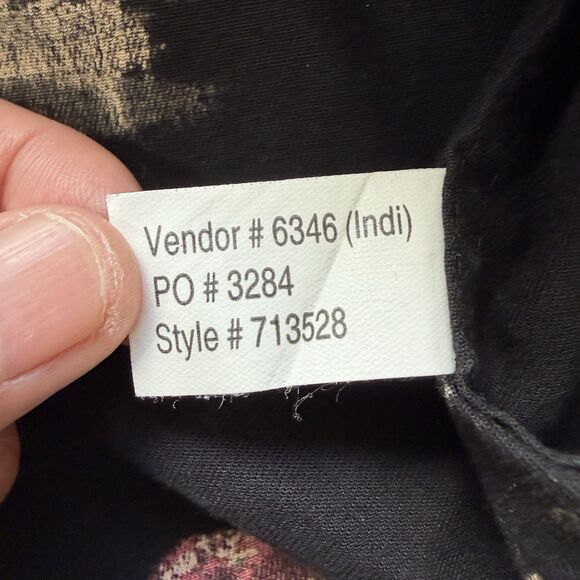 Vendor # 6346 (Indi)
PO # 3284
Style # 713528